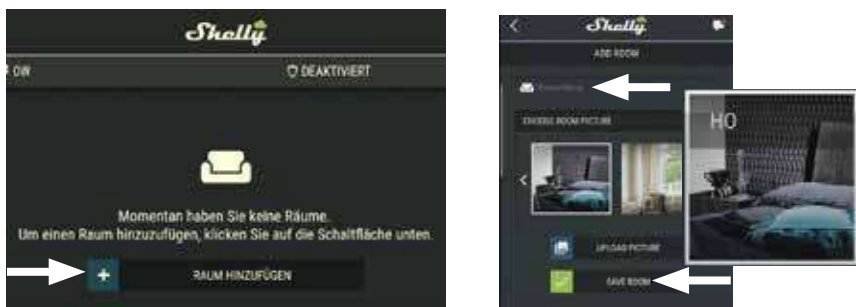 Shelly
0W
DEAKTIVIERT
Momentan haben Sie keine Räume.
Um einen Raum hinzuzufügen, klicken Sie auf die Schaltfläche unten.
+ RAUM HINZUFÜGEN
Shelly
ADD ROOM
CHOOSE ROOM PICTURE
HO
UPLOAD PICTURE
SAVE ROOM